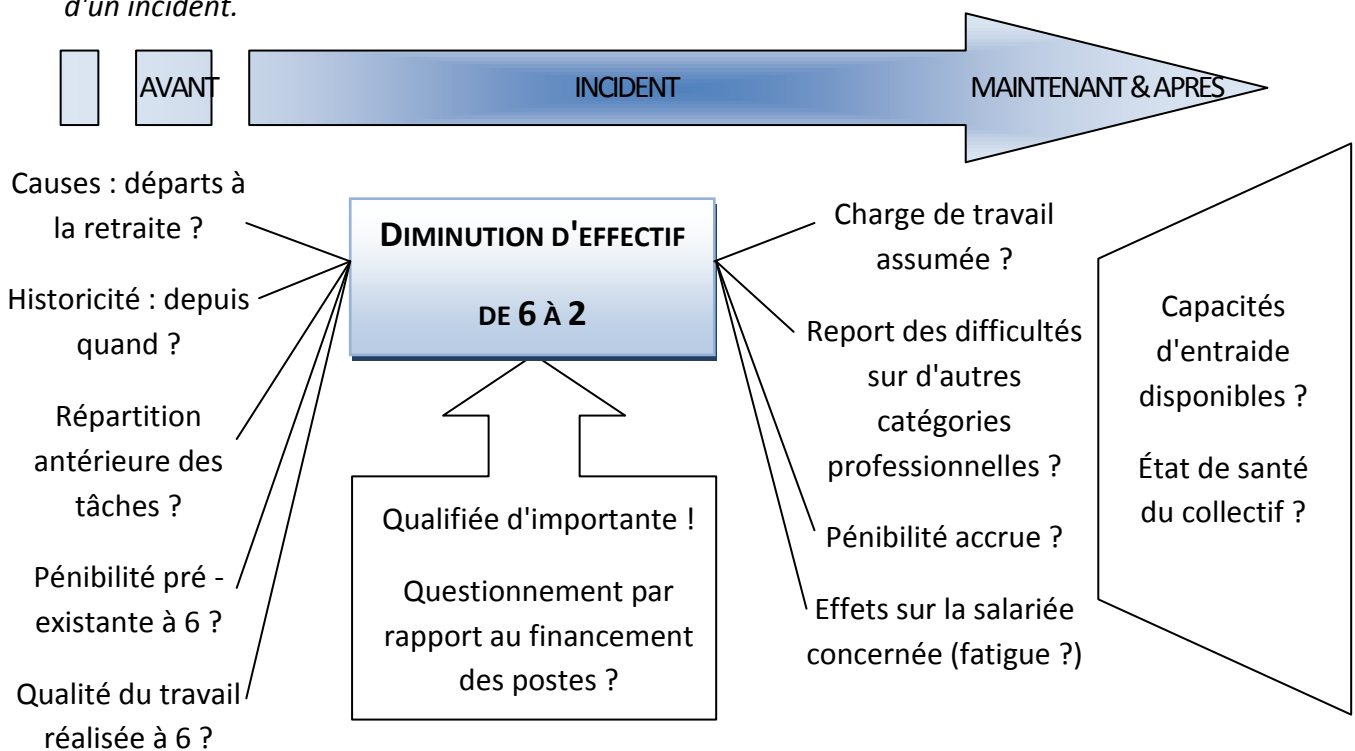 d'un incident.
AVANT
INCIDENT
MAINTENANT & APRES
Causes : départs à
la retraite ?
Historicité : depuis
quand ?
Répartition
antérieure des
tâches ?
Pénibilité pré -
existante à 6 ?
Qualité du travail
réalisée à 6 ?
DIMINUTION D'EFFECTIF
DE 6 À 2
Qualifiée d'importante !
Questionnement par
rapport au financement
des postes ?
Charge de travail
assumée ?
Report des difficultés
sur d'autres
catégories
professionnelles ?
Pénibilité accrue ?
Effets sur la salariée
concernée (fatigue ?)
Capacités
d'entraide
disponibles ?
État de santé
du collectif ?